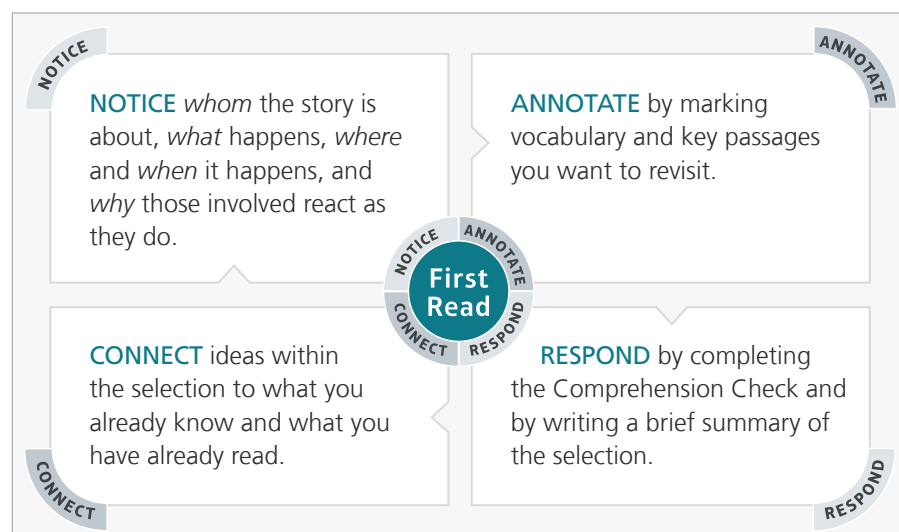 NOTICE
NOTICE whom the story is
about, what happens, where
and when it happens, and
why those involved react as
they do.
ANNOTATE
ANNOTATE by marking
vocabulary and key passages
you want to revisit.
NOTICE
ANNOTATE
First
Read
CONNECT
RESPOND
CONNECT ideas within
the selection to what you
already know and what you
have already read.
CONNECT
RESPOND by completing
the Comprehension Check and
by writing a brief summary of
the selection.
RESPOND